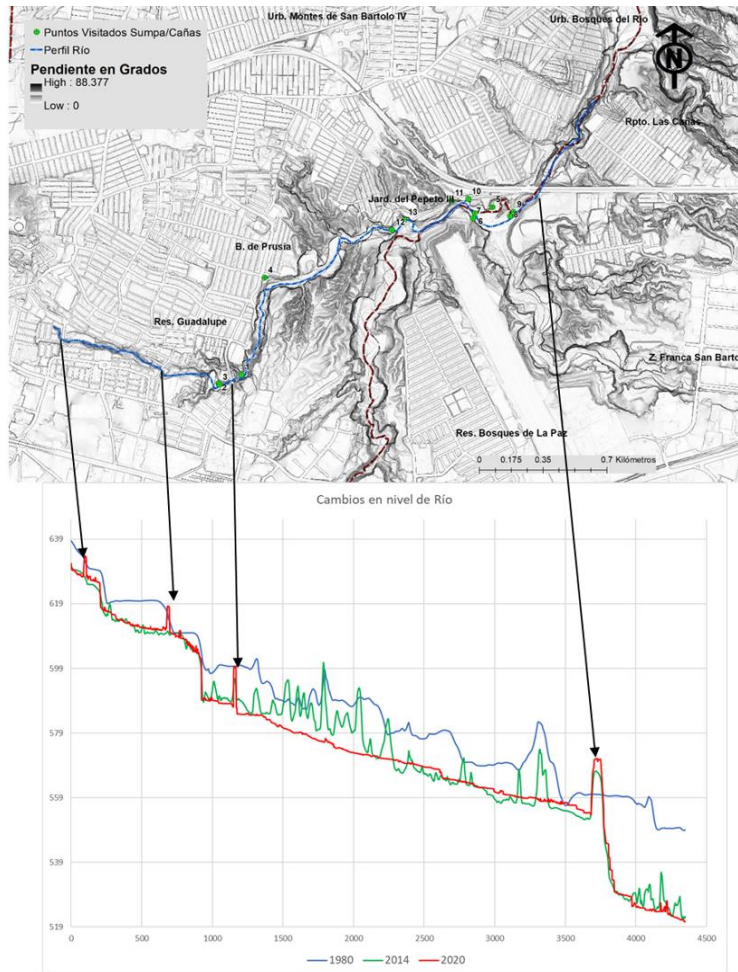 Urb. Montes de San Bartolo IV
Urb. Bosques del Río
Puntos Visitados Sumpa/Cañas
Perfil Río
Pendiente en Grados
High : 88.377
Low : 0
N
Rpto. Las Cañas
Jard. del Pepeto III
11
10
5
9
7
8
6
13
12
B. de Prusia
4
Res. Guadalupe
Z. Franca San Barto
3
2
Res. Bosques de La Paz
0 0.175 0.35 0.7 Kilómetros
Cambios en nivel de Río
639
619
599
579
559
539
519
0 500 1000 1500 2000 2500 3000 3500 4000 4500
1980 2014 2020